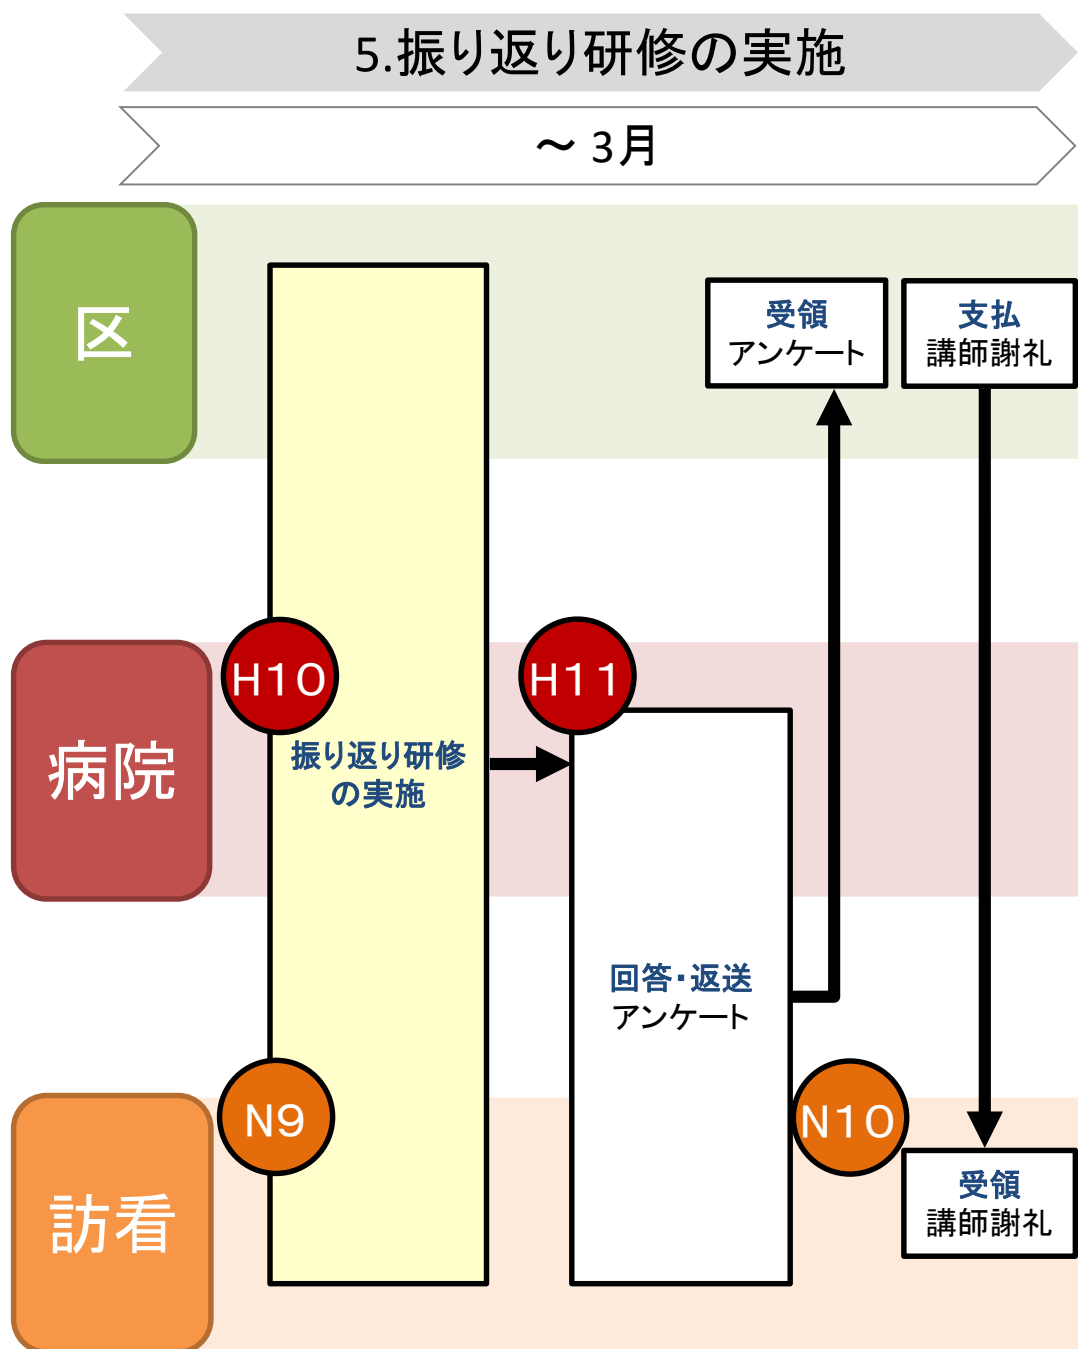 5.振り返り研修の実施
～ 3月
区
受領
アンケート
支払
講師謝礼
H10
H11
病院
振り返り研修
の実施
回答・返送
アンケート
N9
N10
訪看
受領
講師謝礼